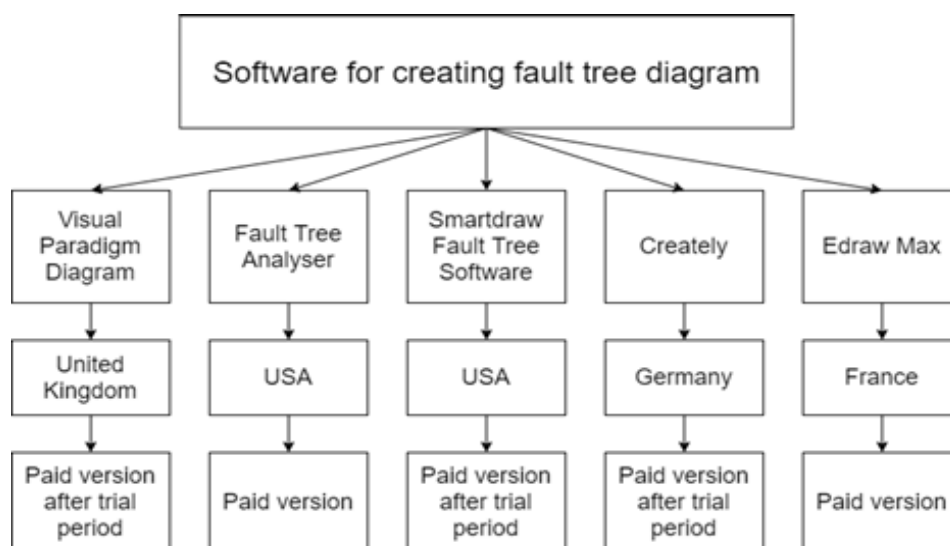 Software for creating fault tree diagram
Visual
Paradigm
Diagram
Fault Tree
Analyser
Smartdraw
Fault Tree
Software
Creately
Edraw Max
United
Kingdom
USA
USA
Germany
France
Paid version
after trial
period
Paid version
Paid version
after trial
period
Paid version
after trial
period
Paid version